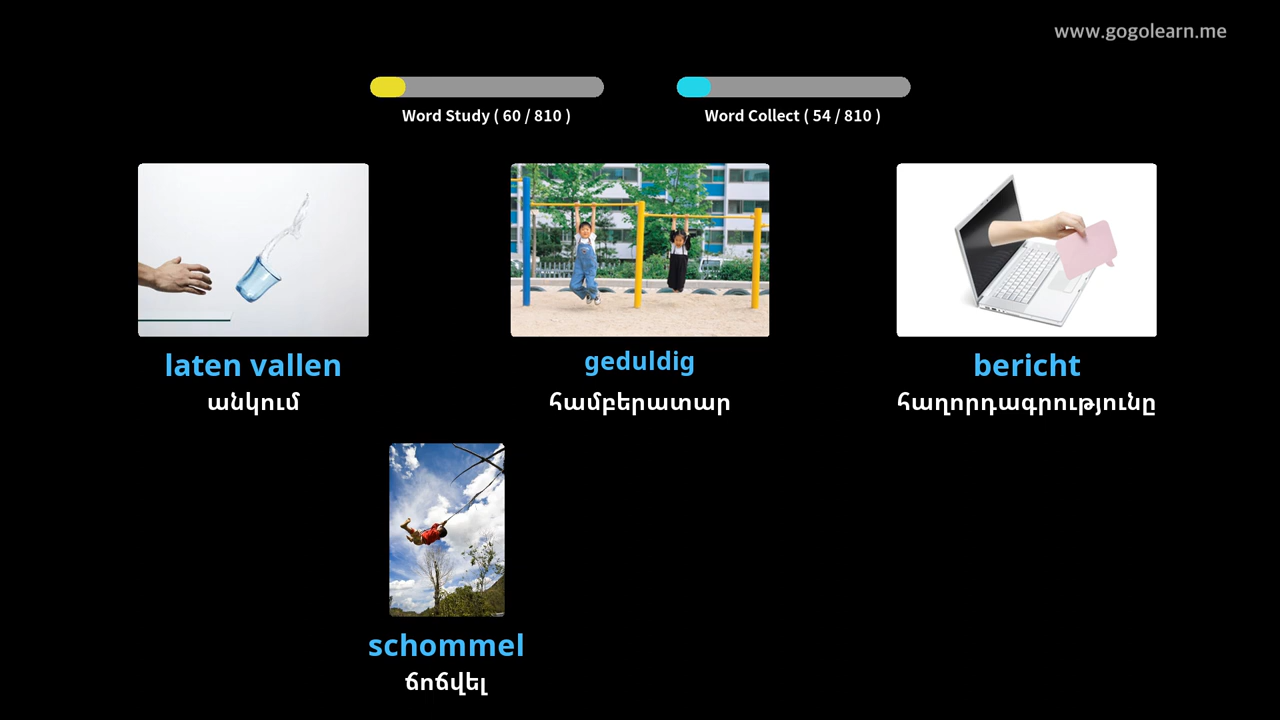 www.gogolearn.me
Word Study ( 60 / 810 )
Word Collect ( 54 / 810 )
laten vallen
անկում
geduldig
համբերատար
bericht
հաղորդագրությունը
schommel
ճոճվել